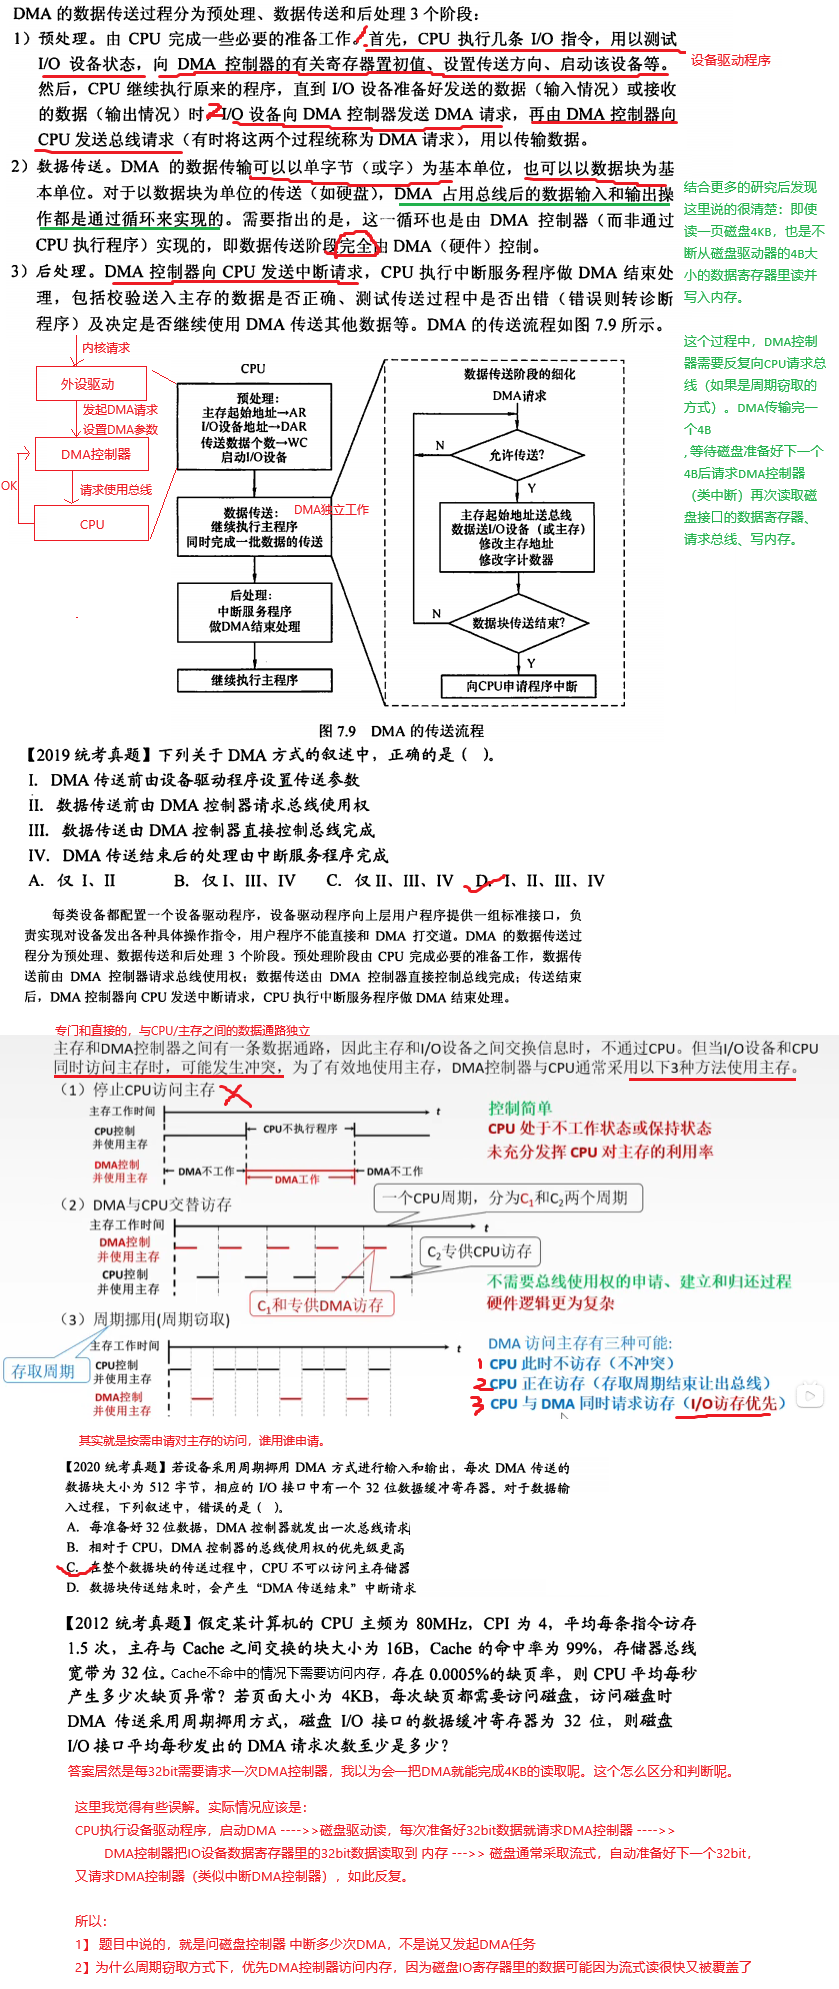 DMA 的数据传送过程分为预处理、数据传送和后处理 3 个阶段：
1）预处理。由 CPU 完成一些必要的准备工作。首先，CPU 执行几条 I/O 指令，用以测试
I/O 设备状态，向 DMA 控制器的有关寄存器置初值、设置传送方向、启动该设备等。
设备驱动程序
然后，CPU 继续执行原来的程序，直到 I/O 设备准备好发送的数据（输入情况）或接收
的数据（输出情况）时，I/O 设备向 DMA 控制器发送 DMA 请求，再由 DMA 控制器向
CPU 发送总线请求（有时将这两个过程统称为 DMA 请求），用以传输数据。
2）数据传送。DMA 的数据传输可以以单字节（或字）为基本单位，也可以以数据块为基
本单位。对于以数据块为单位的传送（如硬盘），DMA 占用总线后的数据输入和输出操
作都是通过循环来实现的。需要指出的是，这一循环也是由 DMA 控制器（而非通过
CPU 执行程序）实现的，即数据传送阶段完全由 DMA（硬件）控制。
3）后处理。DMA 控制器向 CPU 发送中断请求，CPU 执行中断服务程序做 DMA 结束处
理，包括校验送入主存的数据是否正确、测试传送过程中是否出错（错误则转诊断
程序）及决定是否继续使用 DMA 传送其他数据等。DMA 的传送流程如图 7.9 所示。
结合更多的研究后发现
这里说的很清楚：即使
读一页磁盘4KB，也是不
断从磁盘驱动器的4B大
小的数据寄存器里读并
写入内存。
这个过程中，DMA控制
器需要反复向CPU请求总
线（如果是周期窃取的
方式）。DMA传输完一
个4B
,等待磁盘准备好下一个
4B后请求DMA控制器
（类中断）再次读取磁
盘接口的数据寄存器、
请求总线、写内存。
内核请求
外设驱动
发起DMA请求
设置DMA参数
DMA控制器
OK
请求使用总线
CPU
CPU
预处理：
主存起始地址→AR
I/O设备地址→DAR
传送数据个数→WC
启动I/O设备
数据传送：
继续执行主程序
同时完成一批数据的传送
DMA独立工作
后处理：
中断服务程序
做DMA结束处理
继续执行主程序
数据传送阶段的细化
DMA请求
允许传送?
N
Y
主存起始地址送总线
数据送I/O设备（或主存）
修改主存地址
修改字计数器
数据块传送结束?
N
Y
向CPU申请程序中断
图 7.9 DMA 的传送流程
【2019 统考真题】下列关于 DMA 方式的叙述中，正确的是（ ）。
I. DMA 传送前由设备驱动程序设置传送参数
II. 数据传送前由 DMA 控制器请求总线使用权
III. 数据传送由 DMA 控制器直接控制总线完成
IV. DMA 传送结束后的处理由中断服务程序完成
A. 仅 I、II B. 仅 I、III、IV C. 仅 II、III、IV D. I、II、III、IV
每类设备都配置一个设备驱动程序，设备驱动程序向上层用户程序提供一组标准接口，负
责实现对设备发出各种具体操作指令，用户程序不能直接和 DMA 打交道。DMA 的数据传送过
程分为预处理、数据传送和后处理 3 个阶段。预处理阶段由 CPU 完成必要的准备工作，数据传
送前由 DMA 控制器请求总线使用权；数据传送由 DMA 控制器直接控制总线完成；传送结束
后，DMA 控制器向 CPU 发送中断请求，CPU 执行中断服务程序做 DMA 结束处理。
专门和直接的，与CPU/主存之间的数据通路独立
主存和DMA控制器之间有一条数据通路，因此主存和I/O设备之间交换信息时，不通过CPU。但当I/O设备和CPU
同时访问主存时，可能发生冲突，为了有效地使用主存，DMA控制器与CPU通常采用以下3种方法使用主存。
（1）停止CPU访问主存
主存工作时间
t
CPU控制
并使用主存
CPU不执行程序
DMA控制
并使用主存
DMA不工作
DMA工作
DMA不工作
控制简单
CPU 处于不工作状态或保持状态
未充分发挥 CPU 对主存的利用率
（2）DMA与CPU交替访存
一个CPU周期，分为C1和C2两个周期
主存工作时间
t
DMA控制
并使用主存
C2专供CPU访存
CPU控制
并使用主存
C1和专供DMA访存
不需要总线使用权的申请、建立和归还过程
硬件逻辑更为复杂
（3）周期挪用(周期窃取)
存取周期
主存工作时间
t
CPU控制
并使用主存
DMA控制
并使用主存
DMA 访问主存有三种可能:
1 CPU 此时不访存（不冲突）
2 CPU 正在访存（存取周期结束让出总线）
3 CPU 与 DMA 同时请求访存（I/O访存优先）
其实就是按需申请对主存的访问，谁用谁申请。
【2020 统考真题】若设备采用周期挪用 DMA 方式进行输入和输出，每次 DMA 传送的
数据块大小为 512 字节，相应的 I/O 接口中有一个 32 位数据缓冲寄存器。对于数据输
入过程，下列叙述中，错误的是（ ）。
A. 每准备好 32 位数据，DMA 控制器就发出一次总线请求
B. 相对于 CPU，DMA 控制器的总线使用权的优先级更高
C. 在整个数据块的传送过程中，CPU 不可以访问主存储器
D. 数据块传送结束时，会产生“DMA 传送结束”中断请求
【2012 统考真题】假定某计算机的 CPU 主频为 80MHz，CPI 为 4，平均每条指令访存
1.5 次，主存与 Cache 之间交换的块大小为 16B，Cache 的命中率为 99%，存储器总线
宽带为 32 位。Cache不命中的情况下需要访问内存，存在 0.0005%的缺页率，则 CPU 平均每秒
产生多少次缺页异常？若页面大小为 4KB，每次缺页都需要访问磁盘，访问磁盘时
DMA 传送采用周期挪用方式，磁盘 I/O 接口的数据缓冲寄存器为 32 位，则磁盘
I/O 接口平均每秒发出的 DMA 请求次数至少是多少？
答案居然是每32bit需要请求一次DMA控制器，我以为会一把DMA就能完成4KB的读取呢。这个怎么区分和判断呢。
这里我觉得有些误解。实际情况应该是：
CPU执行设备驱动程序，启动DMA ---->>磁盘驱动读，每次准备好32bit数据就请求DMA控制器 ---->>
DMA控制器把IO设备数据寄存器里的32bit数据读取到 内存 --->> 磁盘通常采取流式，自动准备好下一个32bit，
又请求DMA控制器（类似中断DMA控制器），如此反复。
所以：
1】 题目中说的，就是问磁盘控制器 中断多少次DMA，不是说又发起DMA任务
2】为什么周期窃取方式下，优先DMA控制器访问内存，因为磁盘IO寄存器里的数据可能因为流式读很快又被覆盖了